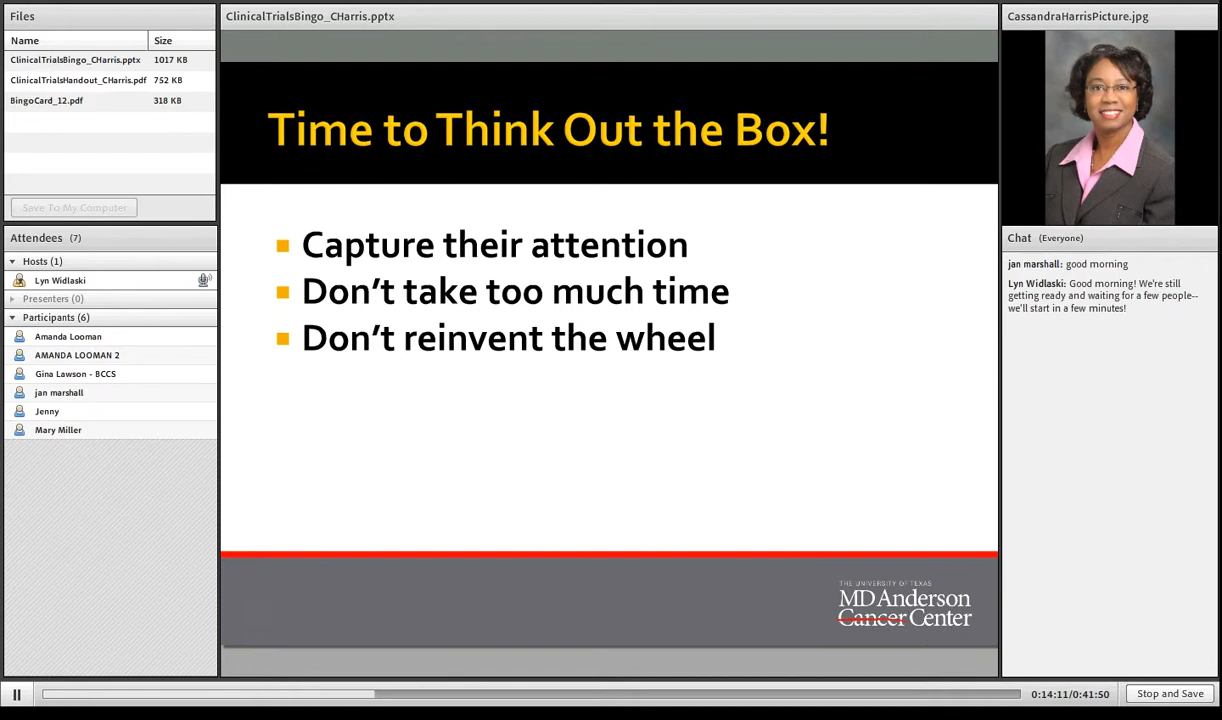 Files
Name Size
ClinicalTrialsBingo_CHarris.pptx 1017 KB
ClinicalTrialsHandout_CHarris.pdf 752 KB
BingoCard_12.pdf 318 KB
Save To My Computer
Attendees (7)
Hosts (1)
Lyn Widlaski
Presenters (0)
Participants (6)
Amanda Looman
AMANDA LOOMAN 2
Gina Lawson - BCCS
jan marshall
Jenny
Mary Miller
ClinicalTrialsBingo_CHarris.pptx
Time to Think Out the Box!
Capture their attention
Don’t take too much time
Don’t reinvent the wheel
THE UNIVERSITY OF TEXAS
MD Anderson
Cancer Center
CassandraHarrisPicture.jpg
Chat (Everyone)
jan marshall: good morning
Lyn Widlaski: Good morning! We're still
getting ready and waiting for a few people--
we'll start in a few minutes!
0:14:11/0:41:50
Stop and Save